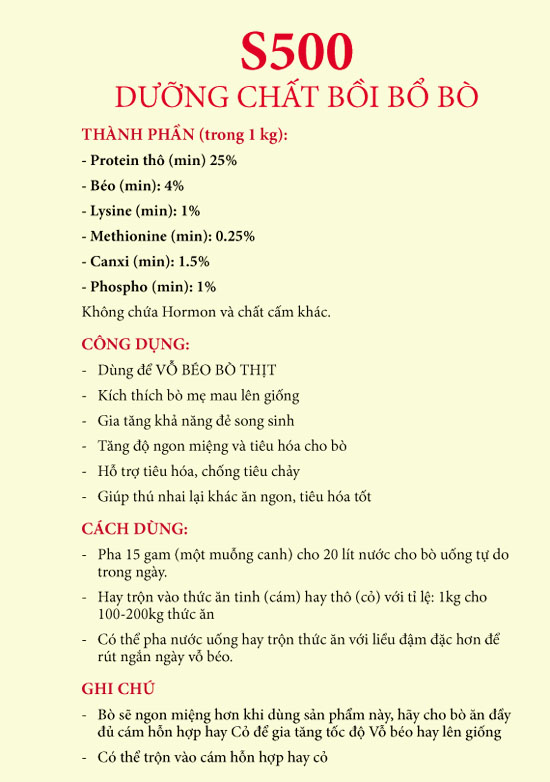 S500
DƯỠNG CHẤT BỒI BỔ BÒ
THÀNH PHẦN (trong 1 kg):
- Protein thô (min) 25%
- Béo (min): 4%
- Lysine (min): 1%
- Methionine (min): 0.25%
- Canxi (min): 1.5%
- Phospho (min): 1%
Không chứa Hormon và chất cấm khác.
CÔNG DỤNG:
- Dùng để VỖ BÉO BÒ THỊT
- Kích thích bò mẹ mau lên giống
- Gia tăng khả năng đẻ song sinh
- Tăng độ ngon miệng và tiêu hóa cho bò
- Hỗ trợ tiêu hóa, chống tiêu chảy
- Giúp thú nhai lại khác ăn ngon, tiêu hóa tốt
CÁCH DÙNG:
- Pha 15 gam (một muỗng canh) cho 20 lít nước cho bò uống tự do
trong ngày.
- Hay trộn vào thức ăn tinh (cám) hay thô (cỏ) với tỉ lệ: 1kg cho
100-200kg thức ăn
- Có thể pha nước uống hay trộn thức ăn với liều đậm đặc hơn để
rút ngắn ngày vỗ béo.
GHI CHÚ
- Bò sẽ ngon miệng hơn khi dùng sản phẩm này, hãy cho bò ăn đầy
đủ cám hỗn hợp hay Cỏ để gia tăng tốc độ Vỗ béo hay lên giống
- Có thể trộn vào cám hỗn hợp hay cỏ